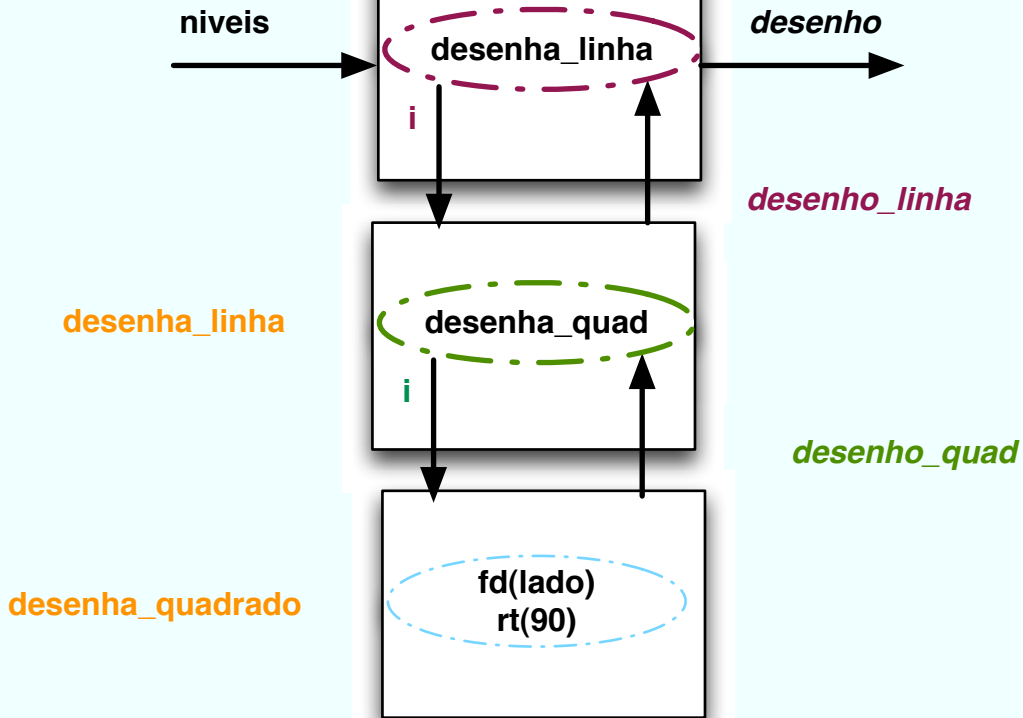 niveis
desenho
desenha_linha
i
desenho_linha
desenha_linha
desenha_quad
i
desenho_quad
desenha_quadrado
fd(lado)
rt(90)